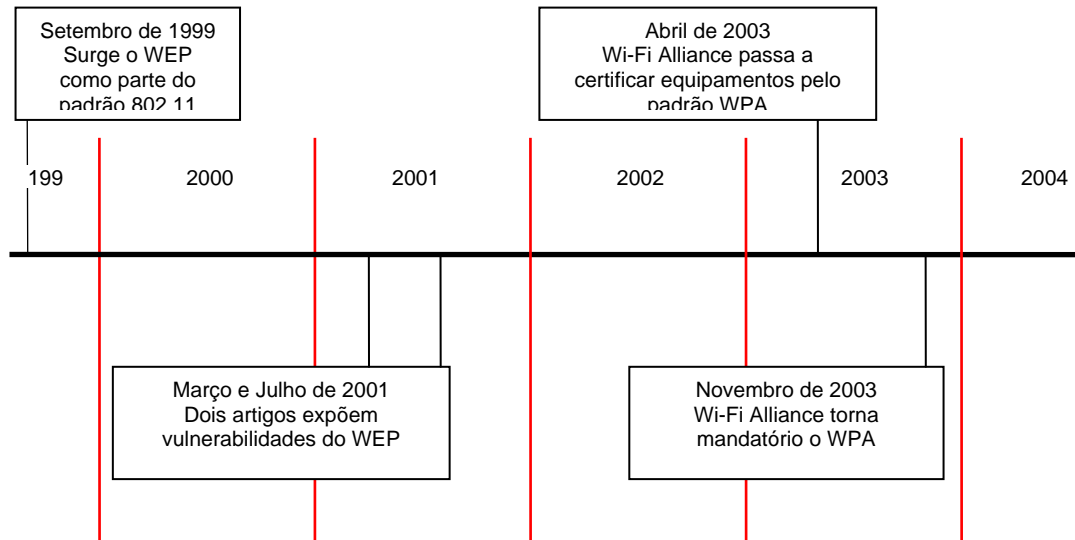 Setembro de 1999
Surge o WEP
como parte do
padrão 802.11
Abril de 2003
Wi-Fi Alliance passa a
certificar equipamentos pelo
padrão WPA
199
2000
2001
2002
2003
2004
Março e Julho de 2001
Dois artigos expõem
vulnerabilidades do WEP
Novembro de 2003
Wi-Fi Alliance torna
mandatório o WPA